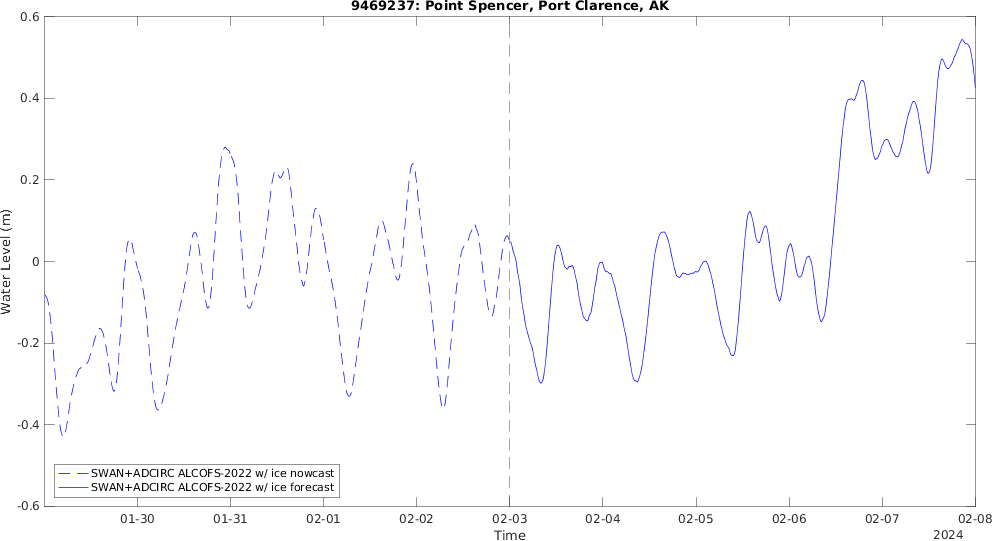 9469237: Point Spencer, Port Clarence, AK
0.6
0.4
0.2
0
-0.2
-0.4
-0.6
Water Level (m)
SWAN+ADCIRC ALCOFS-2022 w/ ice nowcast
SWAN+ADCIRC ALCOFS-2022 w/ ice forecast
01-30 01-31 02-01 02-02 02-03 02-04 02-05 02-06 02-07 02-08
Time
2024